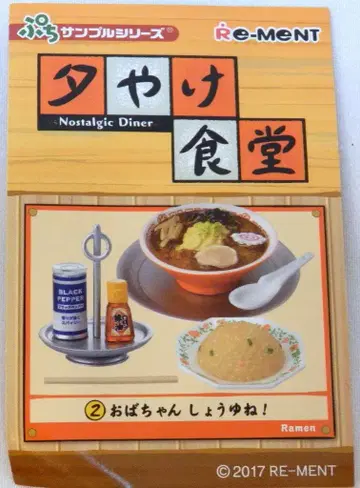 ぷちサンプルシリーズ® Re-MENT
夕やけ
Nostalgic Diner
食堂
BLACK
PEPPER
② おばちゃん しょうゆね！
Ramen
© 2017 RE-MENT